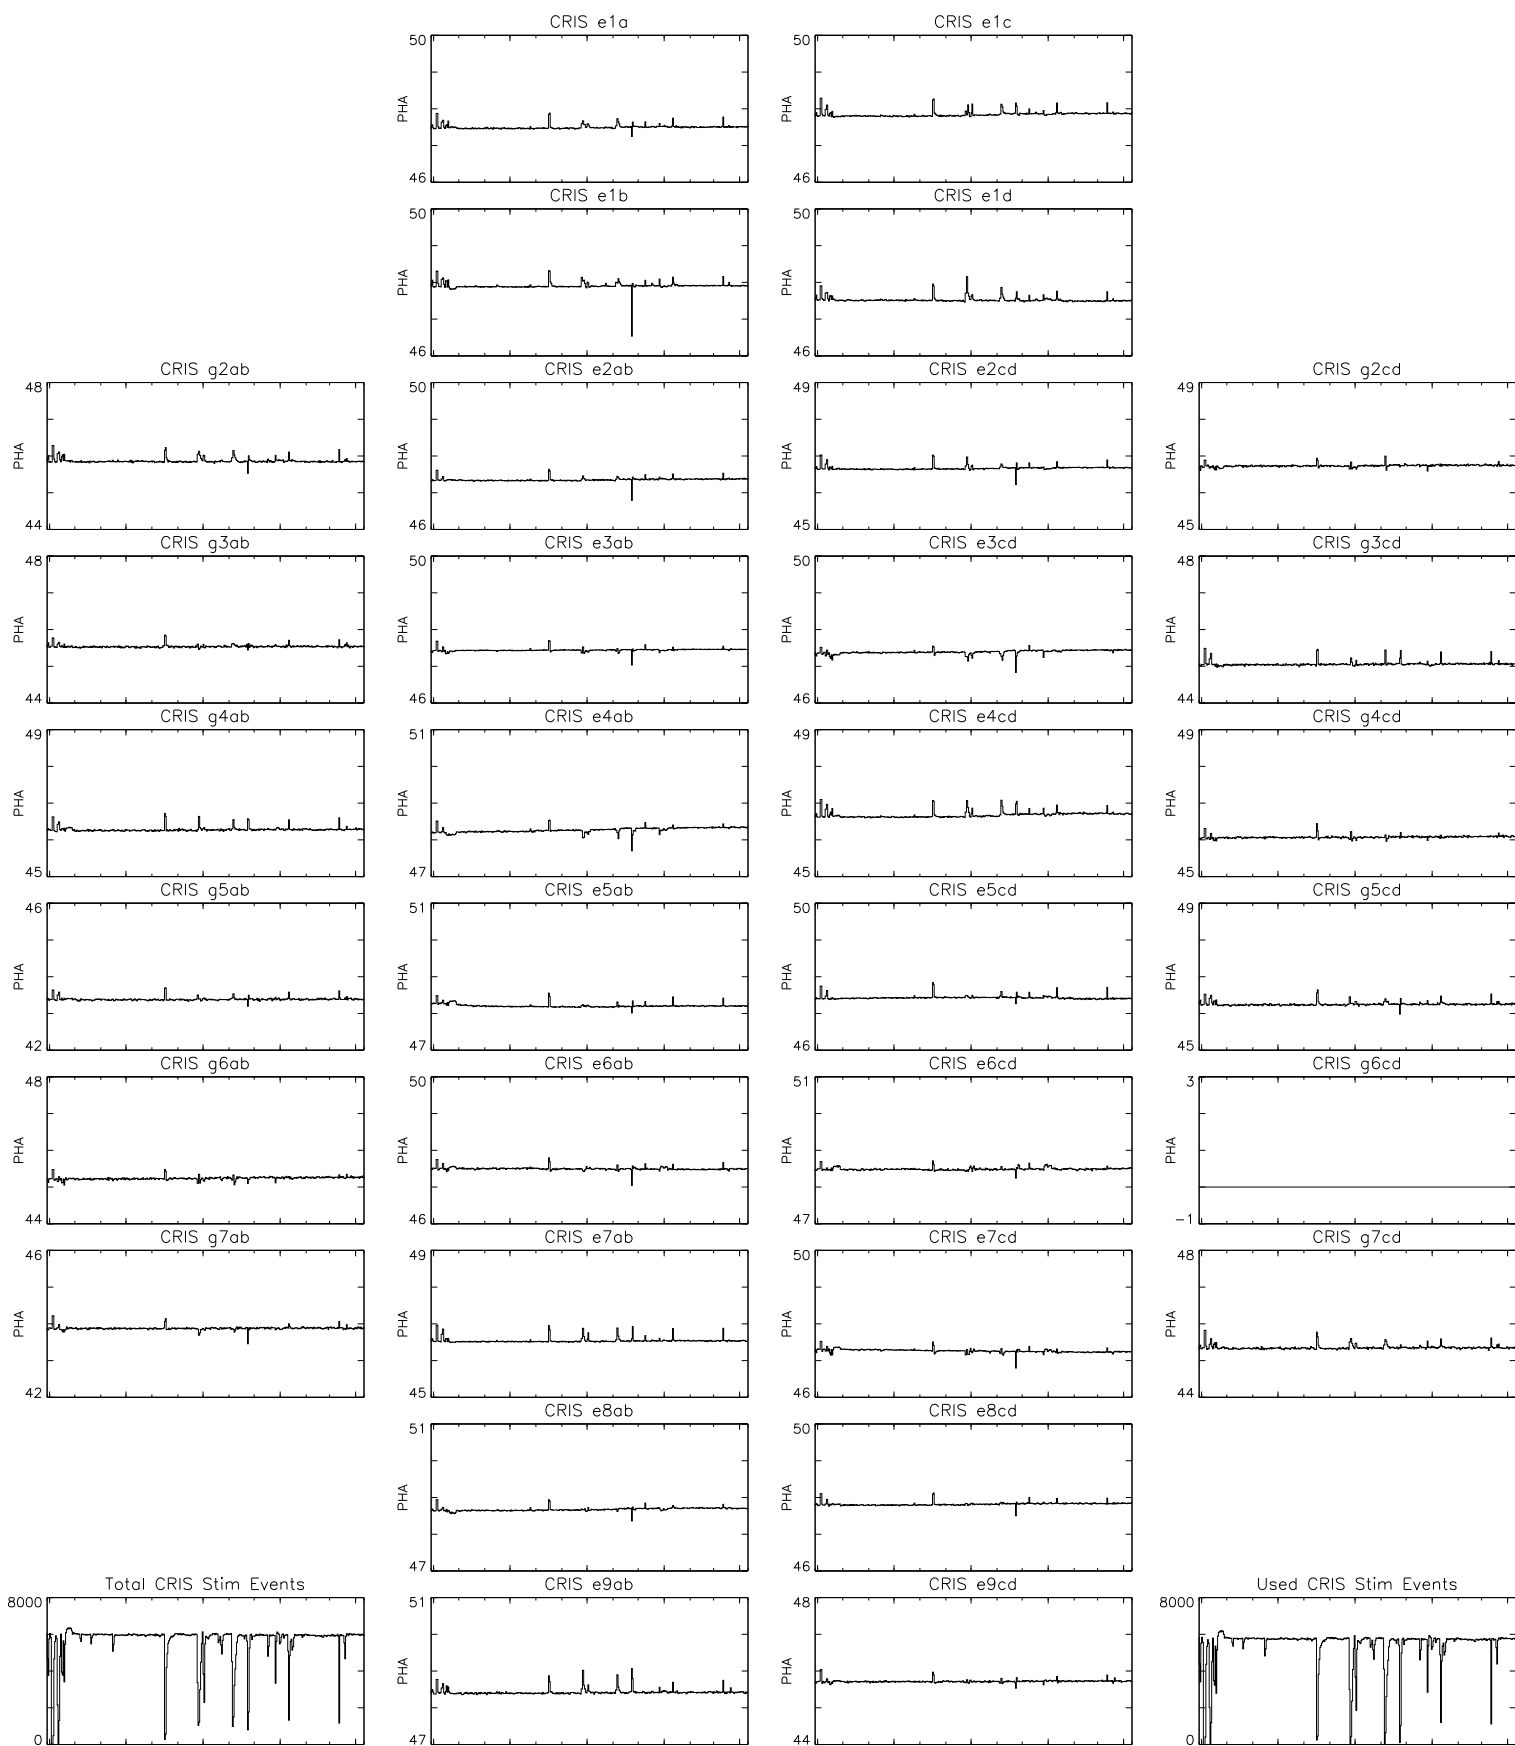 CRIS e1a
50
PHA
46
CRIS e1c
50
PHA
46
CRIS e1b
50
PHA
46
CRIS e1d
50
PHA
46
CRIS g2ab
48
PHA
44
CRIS e2ab
50
PHA
46
CRIS e2cd
49
PHA
45
CRIS g2cd
49
PHA
45
CRIS g3ab
48
PHA
44
CRIS e3ab
50
PHA
46
CRIS e3cd
50
PHA
46
CRIS g3cd
48
PHA
44
CRIS g4ab
49
PHA
45
CRIS e4ab
51
PHA
47
CRIS e4cd
49
PHA
45
CRIS g4cd
49
PHA
45
CRIS g5ab
46
PHA
42
CRIS e5ab
51
PHA
47
CRIS e5cd
50
PHA
46
CRIS g5cd
49
PHA
45
CRIS g6ab
48
PHA
44
CRIS e6ab
50
PHA
46
CRIS e6cd
51
PHA
47
CRIS g6cd
3
PHA
-1
CRIS g7ab
46
PHA
42
CRIS e7ab
49
PHA
45
CRIS e7cd
50
PHA
46
CRIS g7cd
48
PHA
44
CRIS e8ab
51
PHA
47
CRIS e8cd
50
PHA
46
Total CRIS Stim Events
8000
0
CRIS e9ab
51
PHA
47
CRIS e9cd
48
PHA
44
Used CRIS Stim Events
8000
0